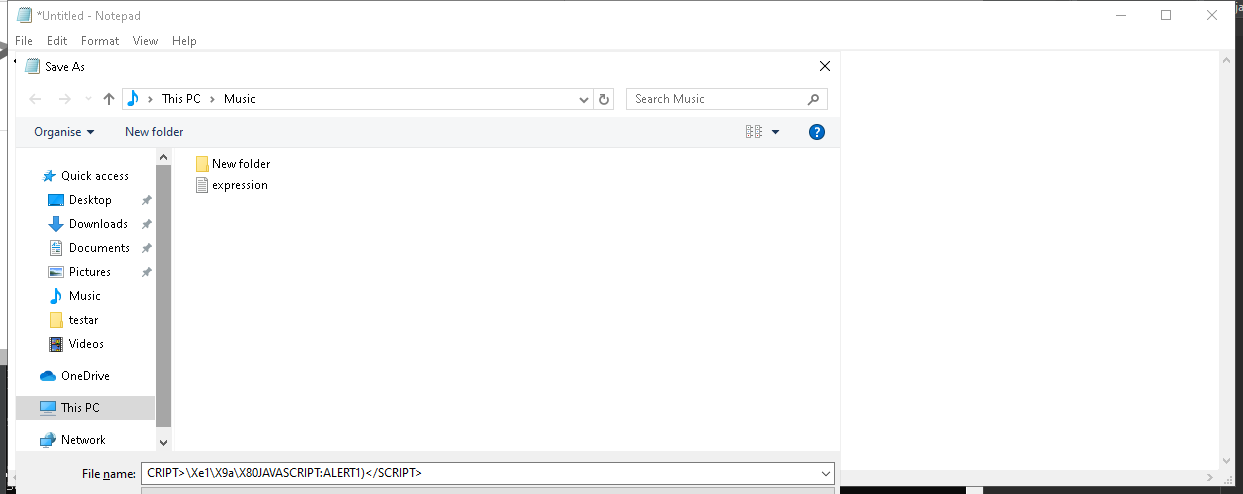 *Untitled - Notepad
File Edit Format View Help
Save As
This PC > Music
Search Music
Organise New folder
?
New folder
expression
Quick access
Desktop
Downloads
Documents
Pictures
Music
testar
Videos
OneDrive
This PC
Network
File name: CRIPT>\Xe1\X9a\X80JAVASCRIPT:ALERT1)</SCRIPT>